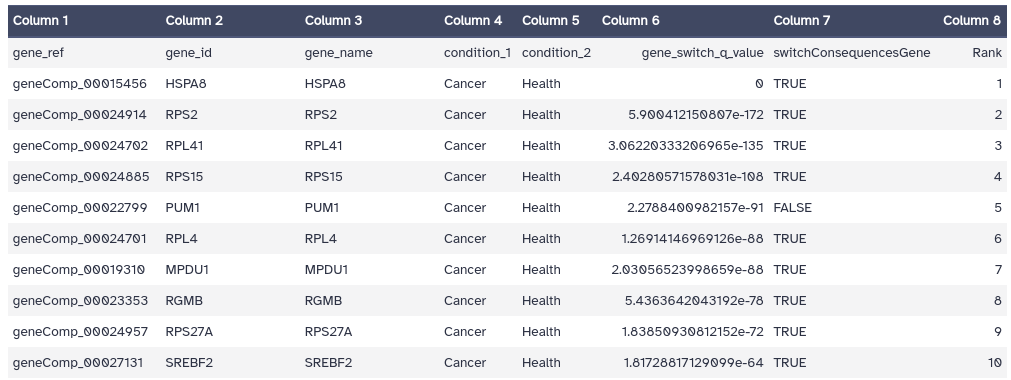 Column 1 Column 2 Column 3 Column 4 Column 5 Column 6 Column 7 Column 8
gene_ref gene_id gene_name condition_1 condition_2 gene_switch_q_value switchConsequencesGene Rank
geneComp_00015456 HSPA8 HSPA8 Cancer Health 0 TRUE 1
geneComp_00024914 RPS2 RPS2 Cancer Health 5.900412150807e-172 TRUE 2
geneComp_00024702 RPL41 RPL41 Cancer Health 3.06220333206965e-135 TRUE 3
geneComp_00024885 RPS15 RPS15 Cancer Health 2.40280571578031e-108 TRUE 4
geneComp_00022799 PUM1 PUM1 Cancer Health 2.2788400982157e-91 FALSE 5
geneComp_00024701 RPL4 RPL4 Cancer Health 1.26914146969126e-88 TRUE 6
geneComp_00019310 MPDU1 MPDU1 Cancer Health 2.03056523998659e-88 TRUE 7
geneComp_00023353 RGMB RGMB Cancer Health 5.4363642043192e-78 TRUE 8
geneComp_00024957 RPS27A RPS27A Cancer Health 1.83850930812152e-72 TRUE 9
geneComp_00027131 SREBF2 SREBF2 Cancer Health 1.81728817129099e-64 TRUE 10